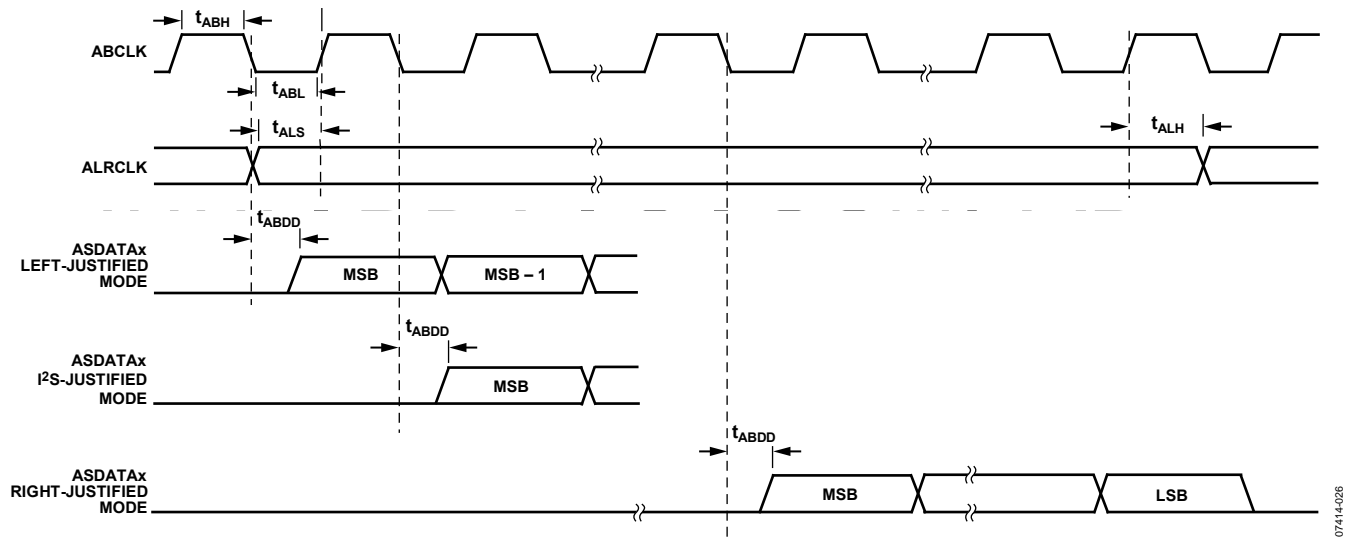 tABH
ABCLK
tABL
tALS
tALH
ALRCLK
tABDD
ASDATAx
LEFT-JUSTIFIED
MODE
MSB
MSB – 1
tABDD
ASDATAx
I²S-JUSTIFIED
MODE
MSB
tABDD
ASDATAx
RIGHT-JUSTIFIED
MODE
MSB
LSB
07414-026